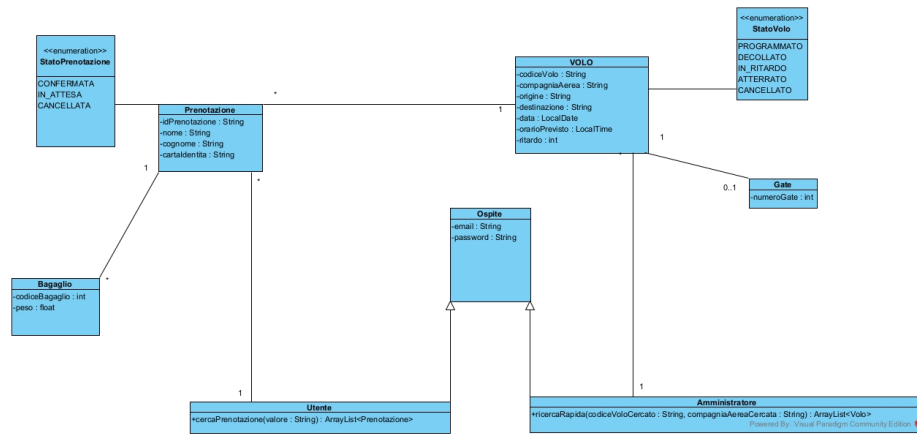 <<enumeration>>
StatoPrenotazione
CONFERMATA
IN_ATTESA
CANCELLATA
<<enumeration>>
StatoVolo
PROGRAMMATO
DECOLLATO
IN_RITARDO
ATTERRATO
CANCELLATO
VOLO
-codiceVolo : String
-compagniaAerea : String
-origine : String
-destinazione : String
-data : LocalDate
-orarioPrevisto : LocalTime
-ritardo : int
*
1
Prenotazione
-idPrenotazione : String
-nome : String
-cognome : String
-cartaIdentita : String
1
*
*
1
0..1
Gate
-numeroGate : int
Ospite
-email : String
-password : String
*
Bagaglio
-codiceBagaglio : int
-peso : float
1
1
Utente
+cercaPrenotazione(valore : String) : ArrayList<Prenotazione>
Amministratore
+ricercaRapida(codiceVoloCercato : String, compagniaAereaCercata : String) : ArrayList<Volo>
Powered By: Visual Paradigm Community Edition